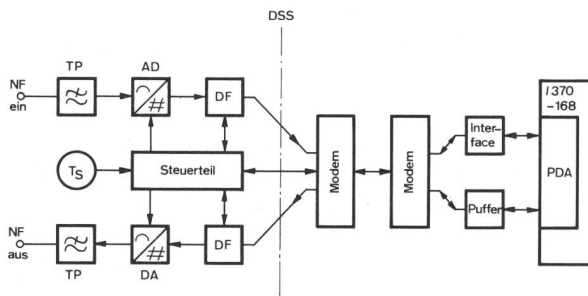 DSS
TP
AD
NF
ein
DF
I 370
-168
Inter-
face
TS
Steuerteil
Modem
Modem
PDA
Puffer
NF
aus
DF
TP
DA